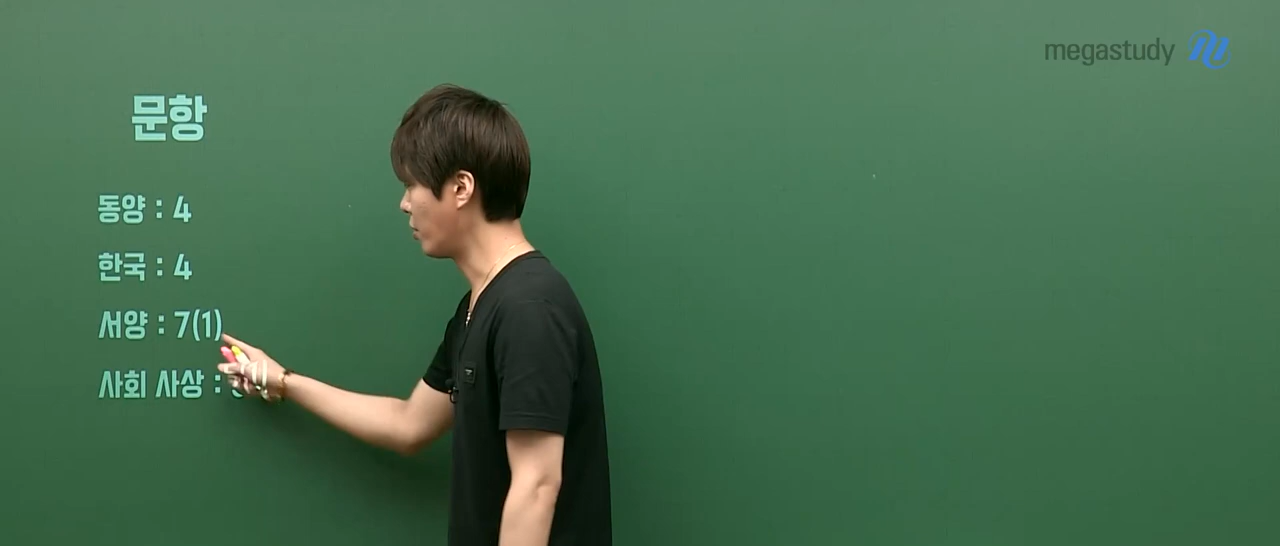 megastudy
문항
동양 : 4
한국 : 4
서양 : 7(1)
사회 사상 :